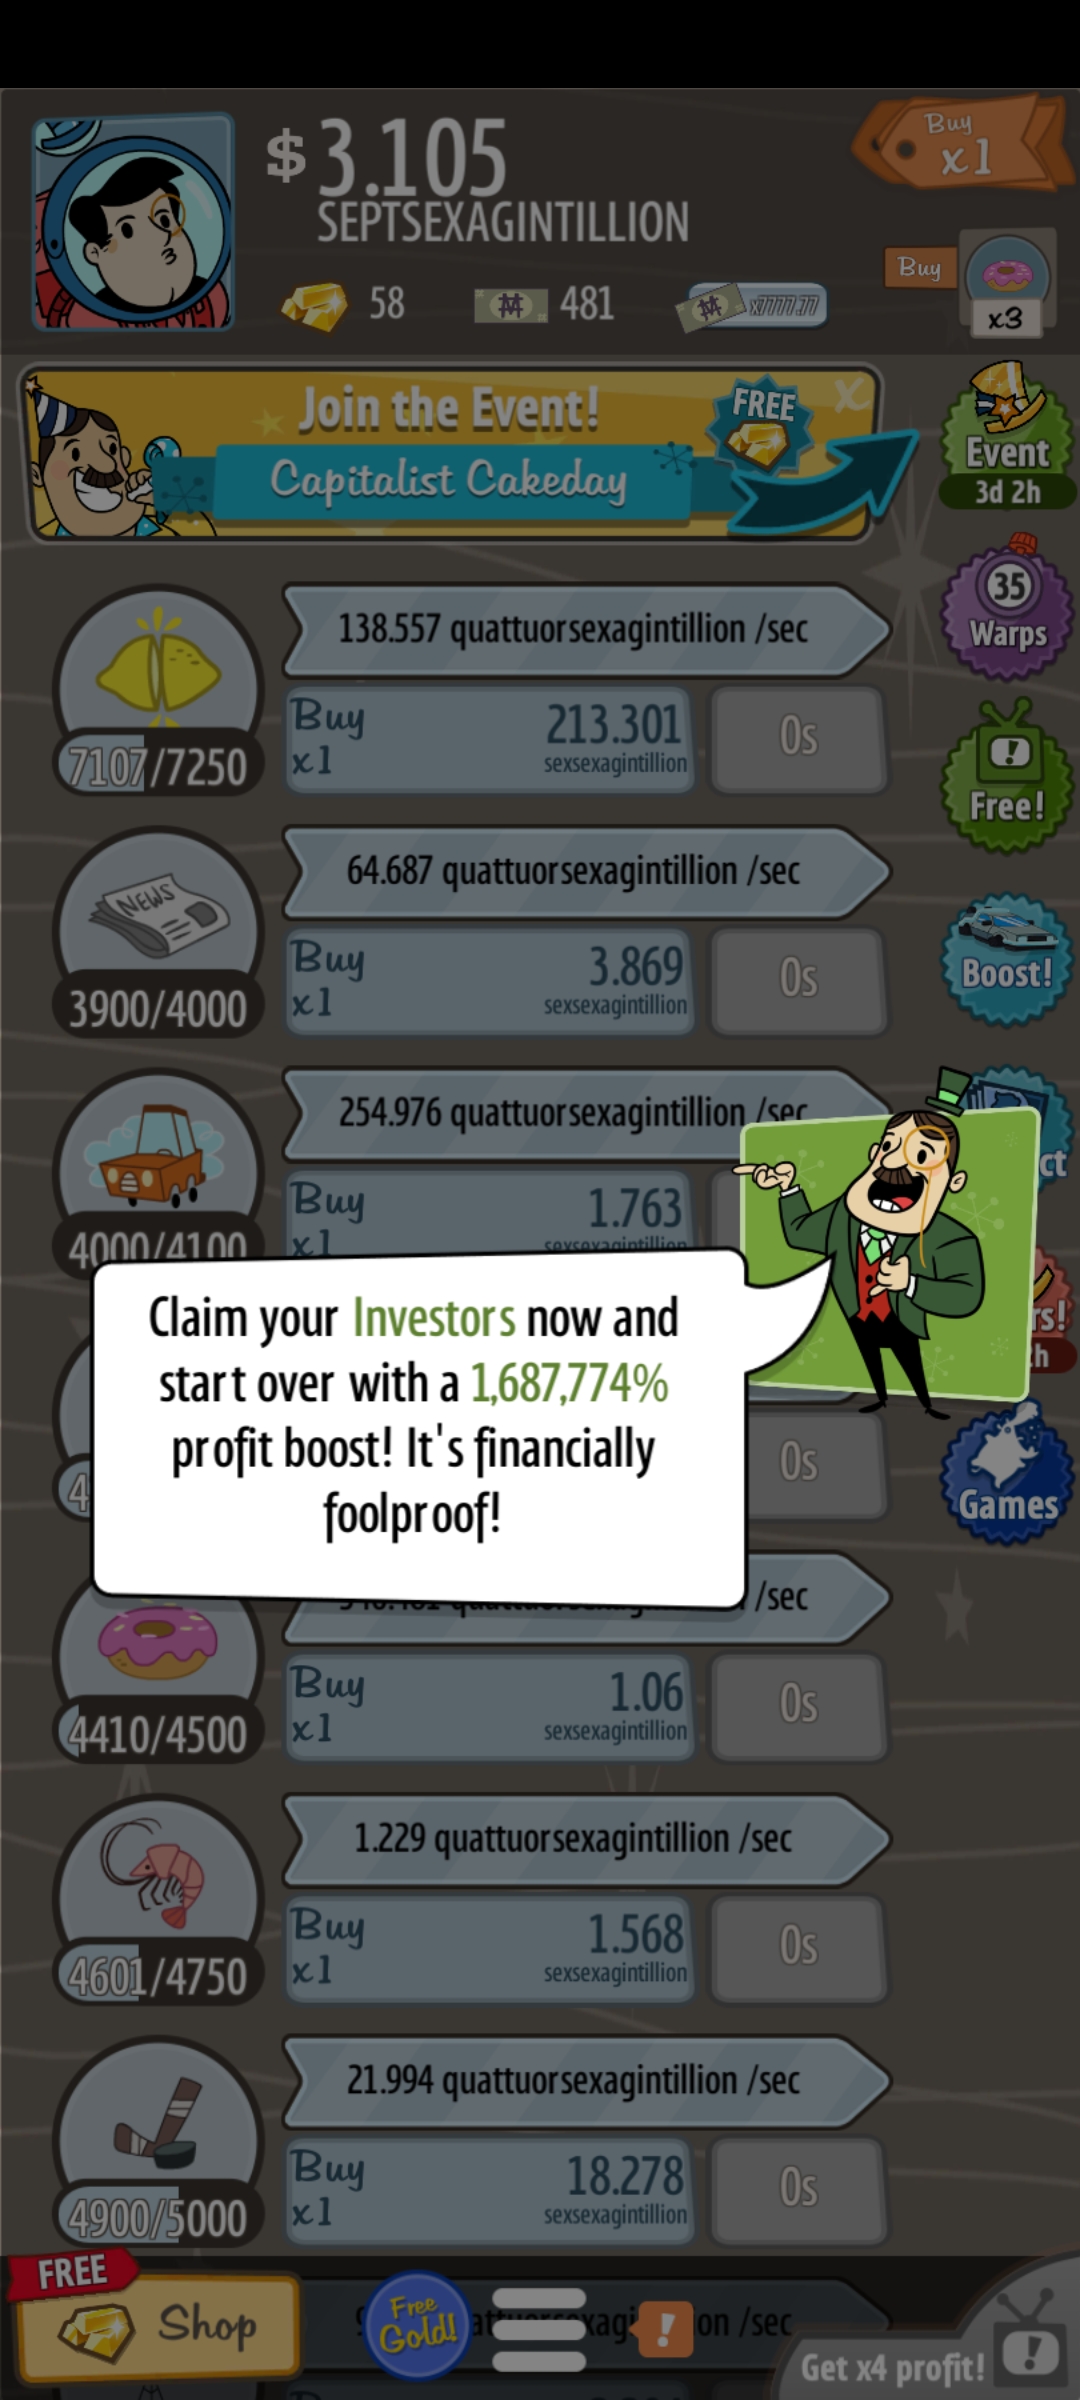 $ 3.105
SEPTSEXAGINTILLION
Buy
x1
58
481
x7777.77
Buy
x3
Join the Event!
FREE
Capitalist Cakeday
Event
3d 2h
138.557 quattuorsexagintillion /sec
35
Warps
7107/7250
Buy
x1
213.301
sexsexagintillion
0s
Free!
64.687 quattuorsexagintillion /sec
NEWS
3900/4000
Buy
x1
3.869
sexsexagintillion
0s
Boost!
254.976 quattuorsexagintillion /sec
4000/4100
Buy
x1
1.763
sexsexagintillion
ct
Claim your Investors now and
start over with a 1,687,774%
profit boost! It's financially
foolproof!
rs!
h
4
0s
Games
/sec
4410/4500
Buy
x1
1.06
sexsexagintillion
0s
1.229 quattuorsexagintillion /sec
4601/4750
Buy
x1
1.568
sexsexagintillion
0s
21.994 quattuorsexagintillion /sec
4900/5000
Buy
x1
18.278
sexsexagintillion
0s
FREE
Shop
Free
Gold!
on /sec
Get x4 profit!